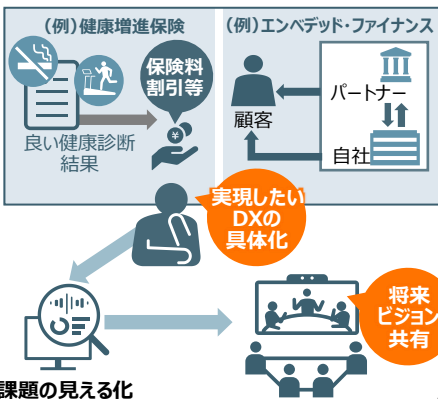 （例）健康増進保険
保険料
割引等
良い健康診断
結果
（例）エンベデッド・ファイナンス
顧客
パートナー
自社
実現したい
DXの
具体化
将来
ビジョン
共有
課題の見える化